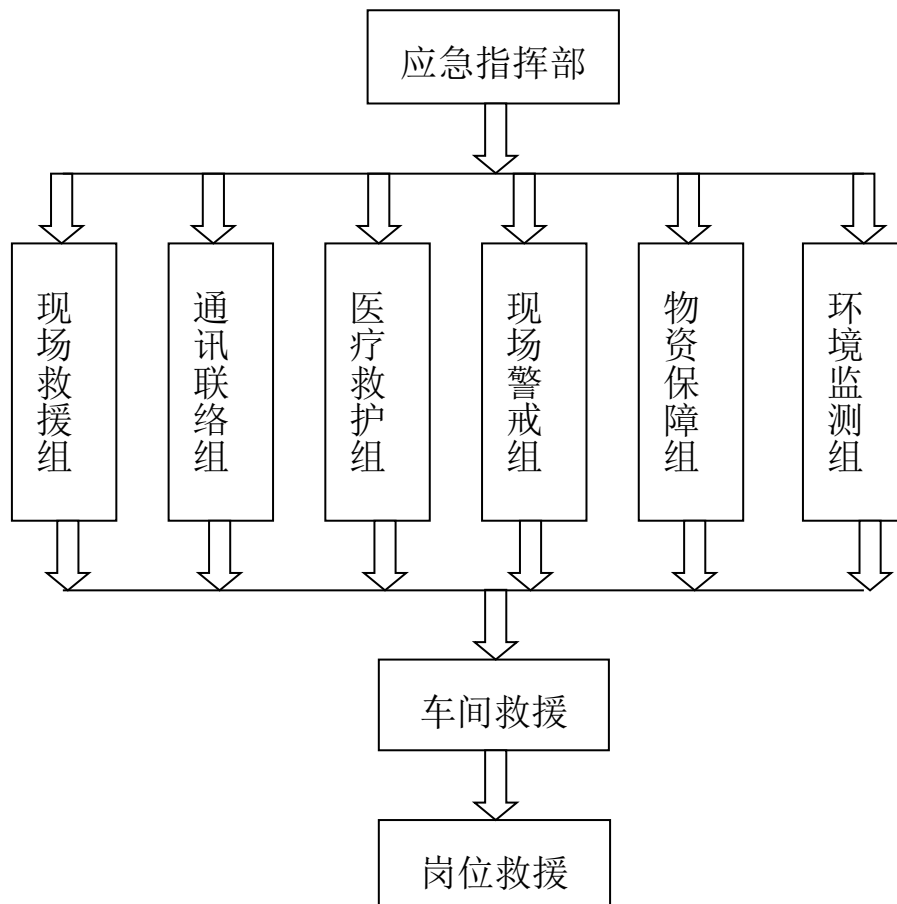 应急指挥部
现场救援组
通讯联络组
医疗救护组
现场警戒组
物资保障组
环境监测组
车间救援
岗位救援